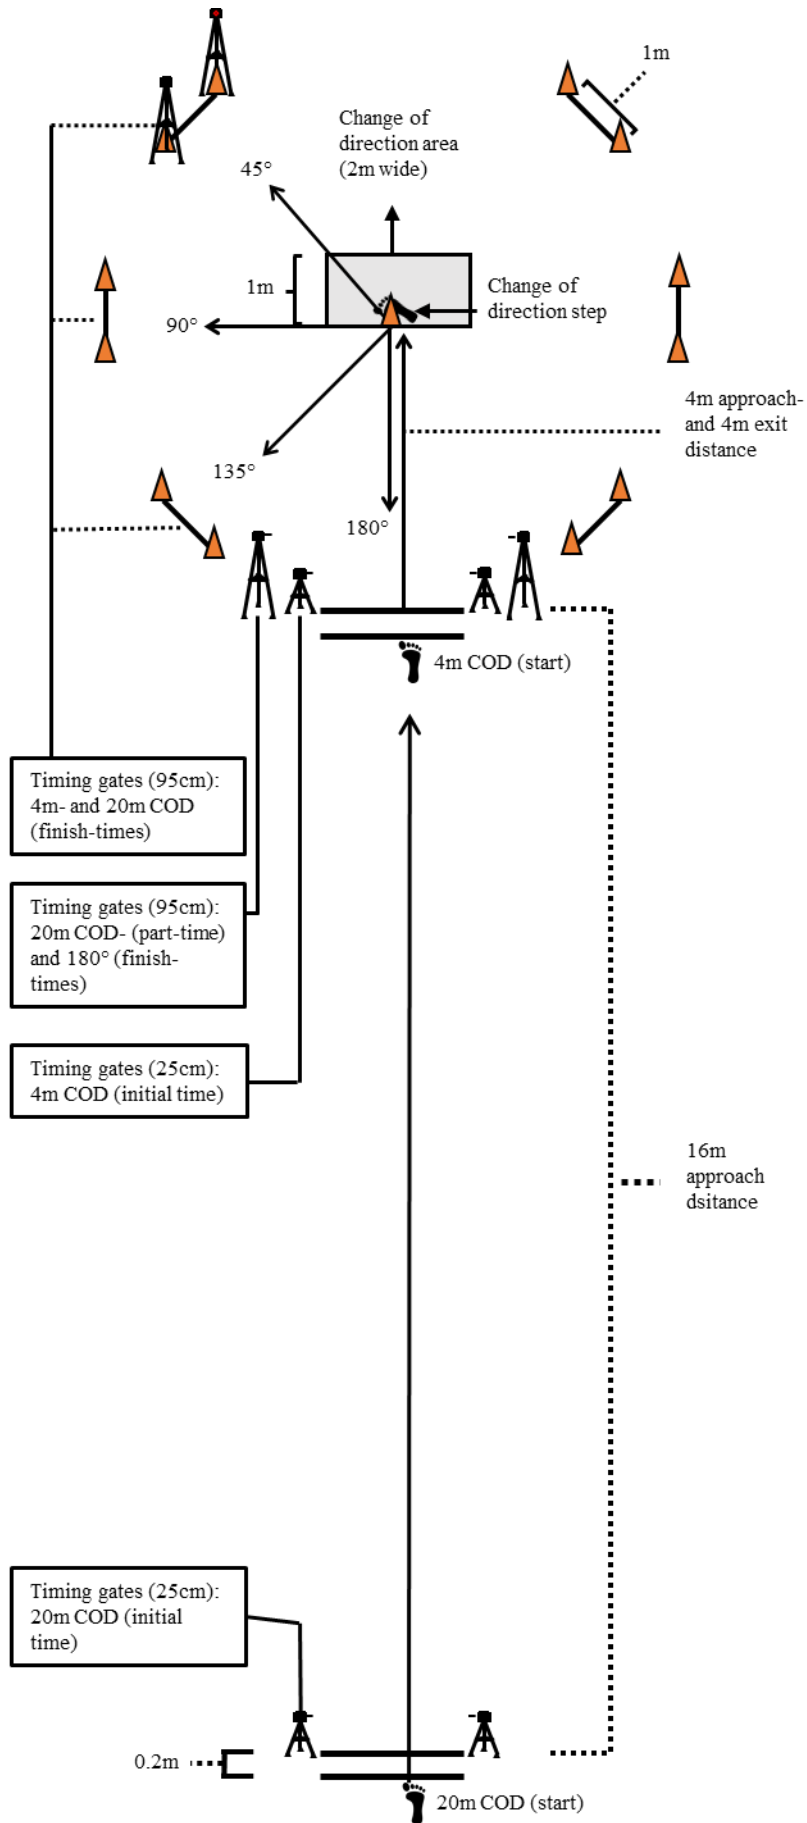 1m
Change of
direction area
(2m wide)
45°
1m
Change of
direction step
90°
4m approach-
and 4m exit
distance
135°
180°
4m COD (start)
Timing gates (95cm):
4m- and 20m COD
(finish-times)
Timing gates (95cm):
20m COD- (part-time)
and 180° (finish-
times)
Timing gates (25cm):
4m COD (initial time)
16m
approach
dsitance
Timing gates (25cm):
20m COD (initial
time)
0.2m
20m COD (start)